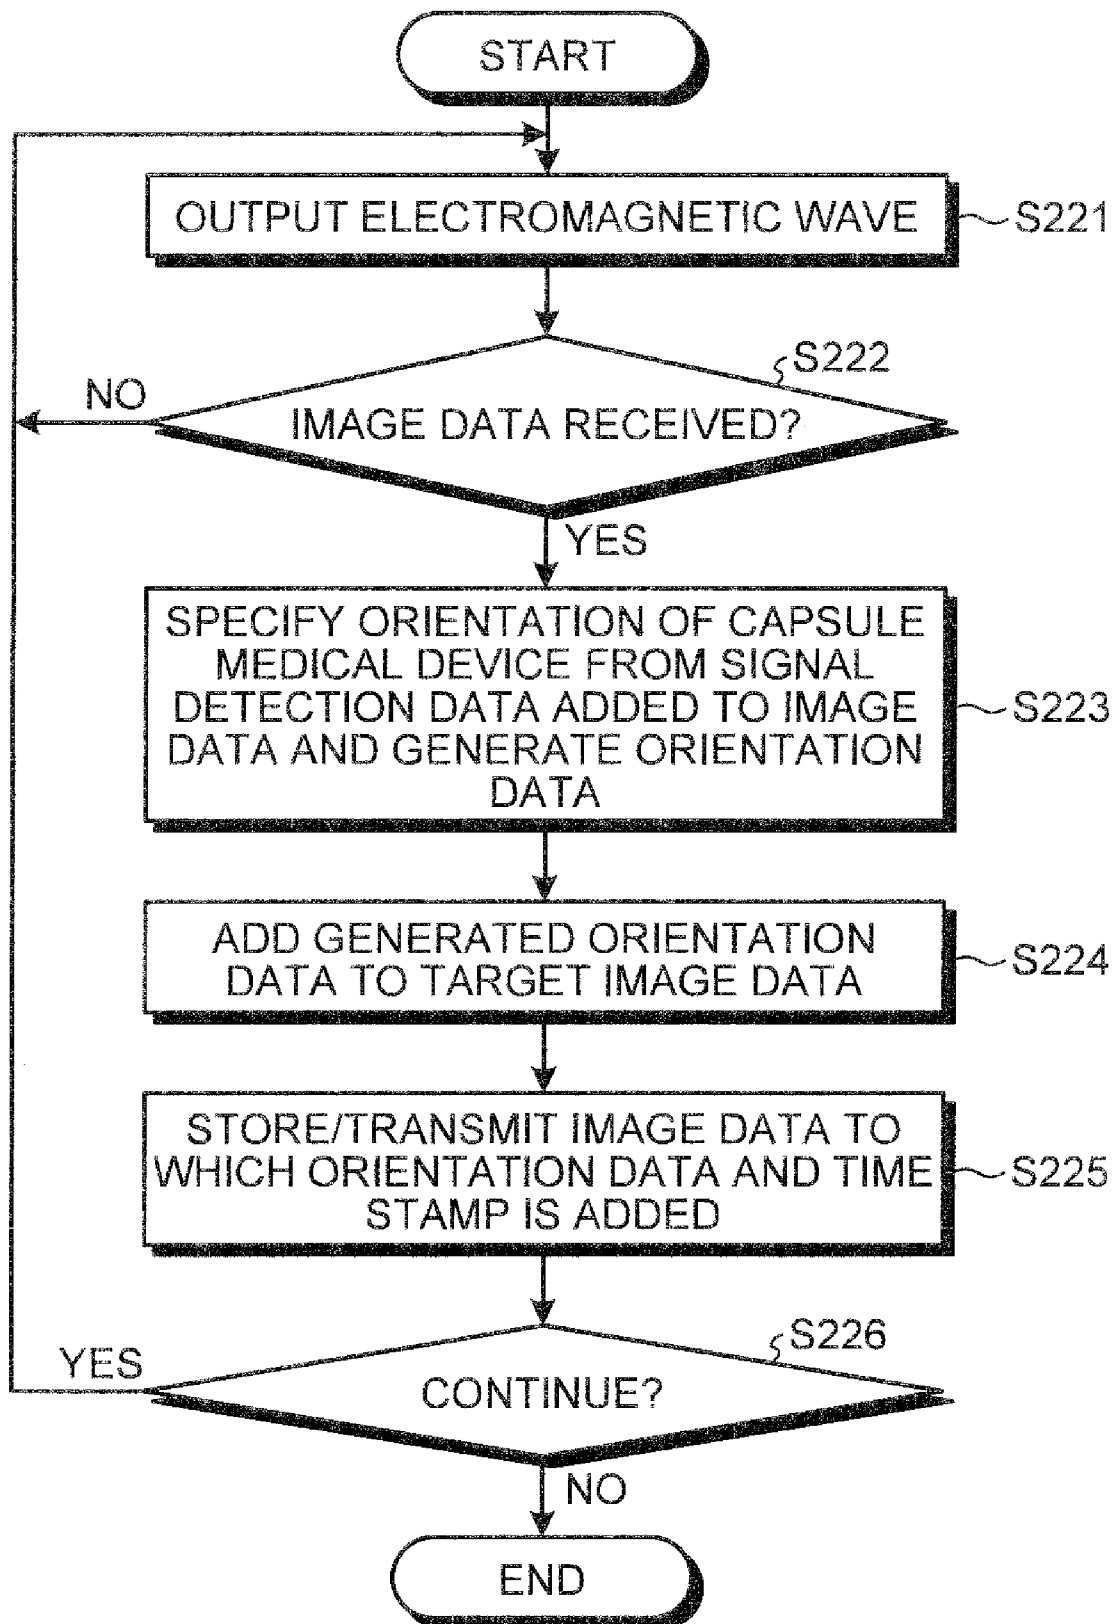 START
OUTPUT ELECTROMAGNETIC WAVE
S221
S222
NO
IMAGE DATA RECEIVED?
YES
SPECIFY ORIENTATION OF CAPSULE
MEDICAL DEVICE FROM SIGNAL
DETECTION DATA ADDED TO IMAGE
DATA AND GENERATE ORIENTATION
DATA
S223
ADD GENERATED ORIENTATION
DATA TO TARGET IMAGE DATA
S224
STORE/TRANSMIT IMAGE DATA TO
WHICH ORIENTATION DATA AND TIME
STAMP IS ADDED
S225
S226
YES
CONTINUE?
NO
END